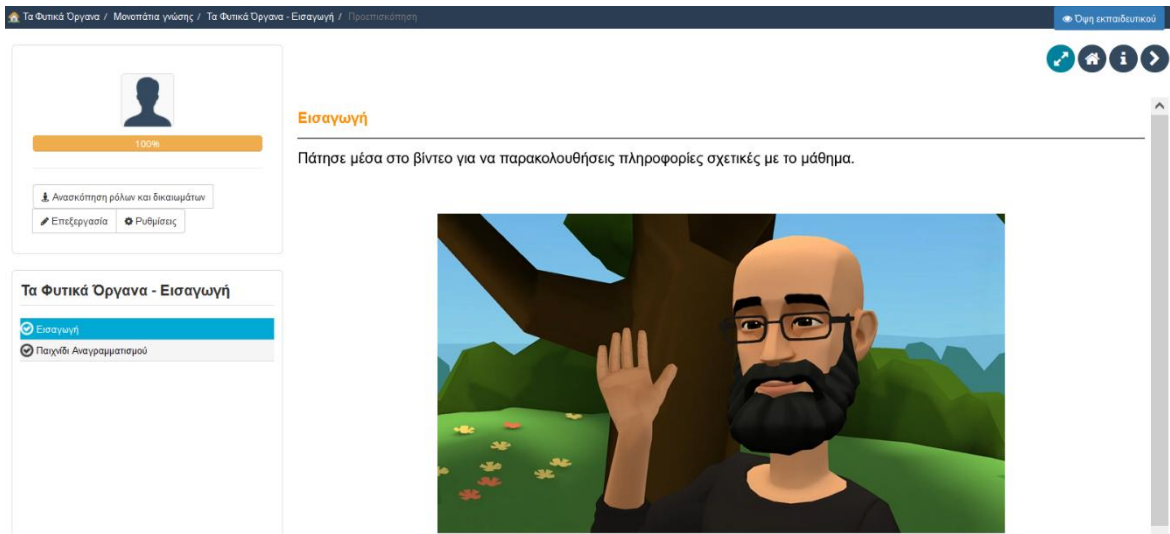 Τα Φυτικά Όργανα / Μονοπάτια γνώσης / Τα Φυτικά Όργανα - Εισαγωγή / Προεπισκόπηση
Όψη εκπαιδευτικού
100%
Ανασκόπηση ρόλων και δικαιωμάτων
Επεξεργασία Ρυθμίσεις
Τα Φυτικά Όργανα - Εισαγωγή
Εισαγωγή
Παιχνίδι Αναγραμματισμού
Εισαγωγή
Πάτησε μέσα στο βίντεο για να παρακολουθήσεις πληροφορίες σχετικές με το μάθημα.